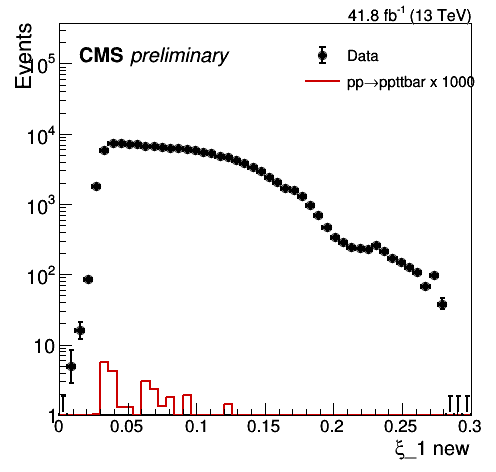 41.8 fb⁻¹ (13 TeV)
Events
CMS preliminary
Data
pp→ppttbar x 1000
10⁵
10⁴
10³
10²
10
1
0 0.05 0.1 0.15 0.2 0.25 0.3
ξ_1 new